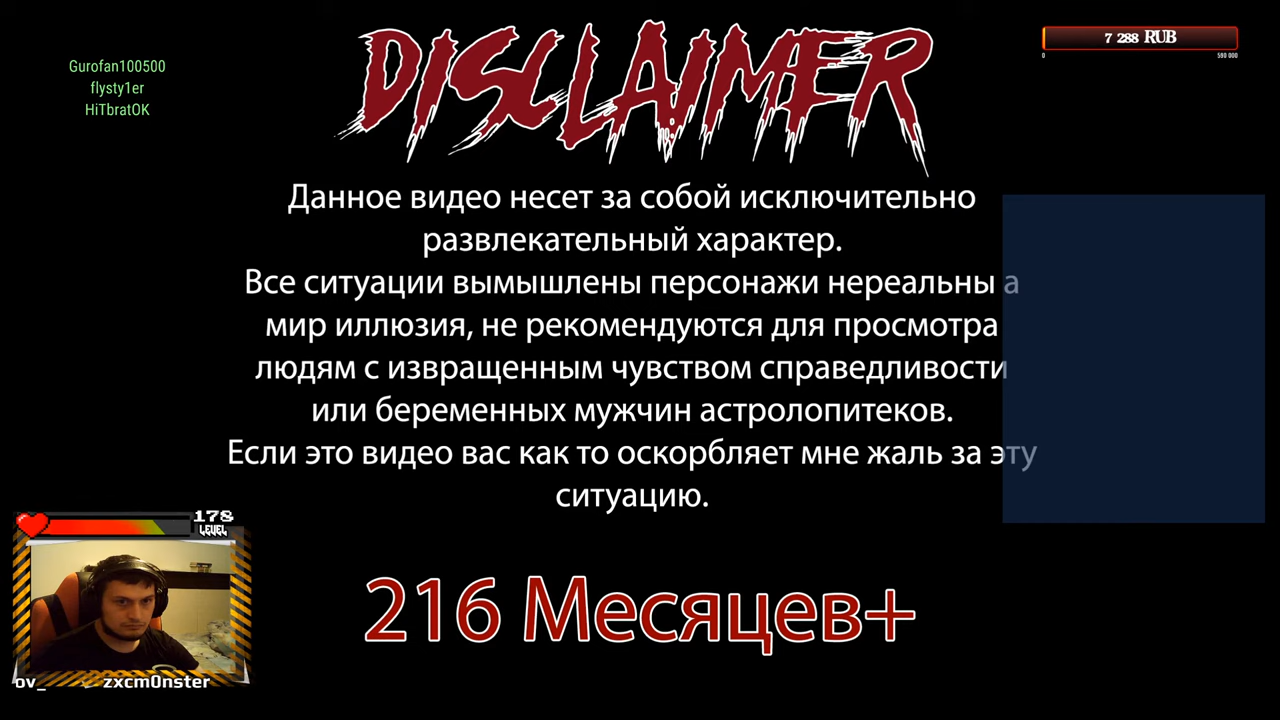 DISCLAIMER
7 288 RUB
0
590 000
Gurofan100500
flysty1er
HiTbratOK
Данное видео несет за собой исключительно
развлекательный характер.
Все ситуации вымышлены персонажи нереальны а
мир иллюзия, не рекомендуются для просмотра
людям с извращенным чувством справедливости
или беременных мужчин астролопитеков.
Если это видео вас как то оскорбляет мне жаль за эту
ситуацию.
178
LEVEL
216 Месяцев+
zxcm0nster